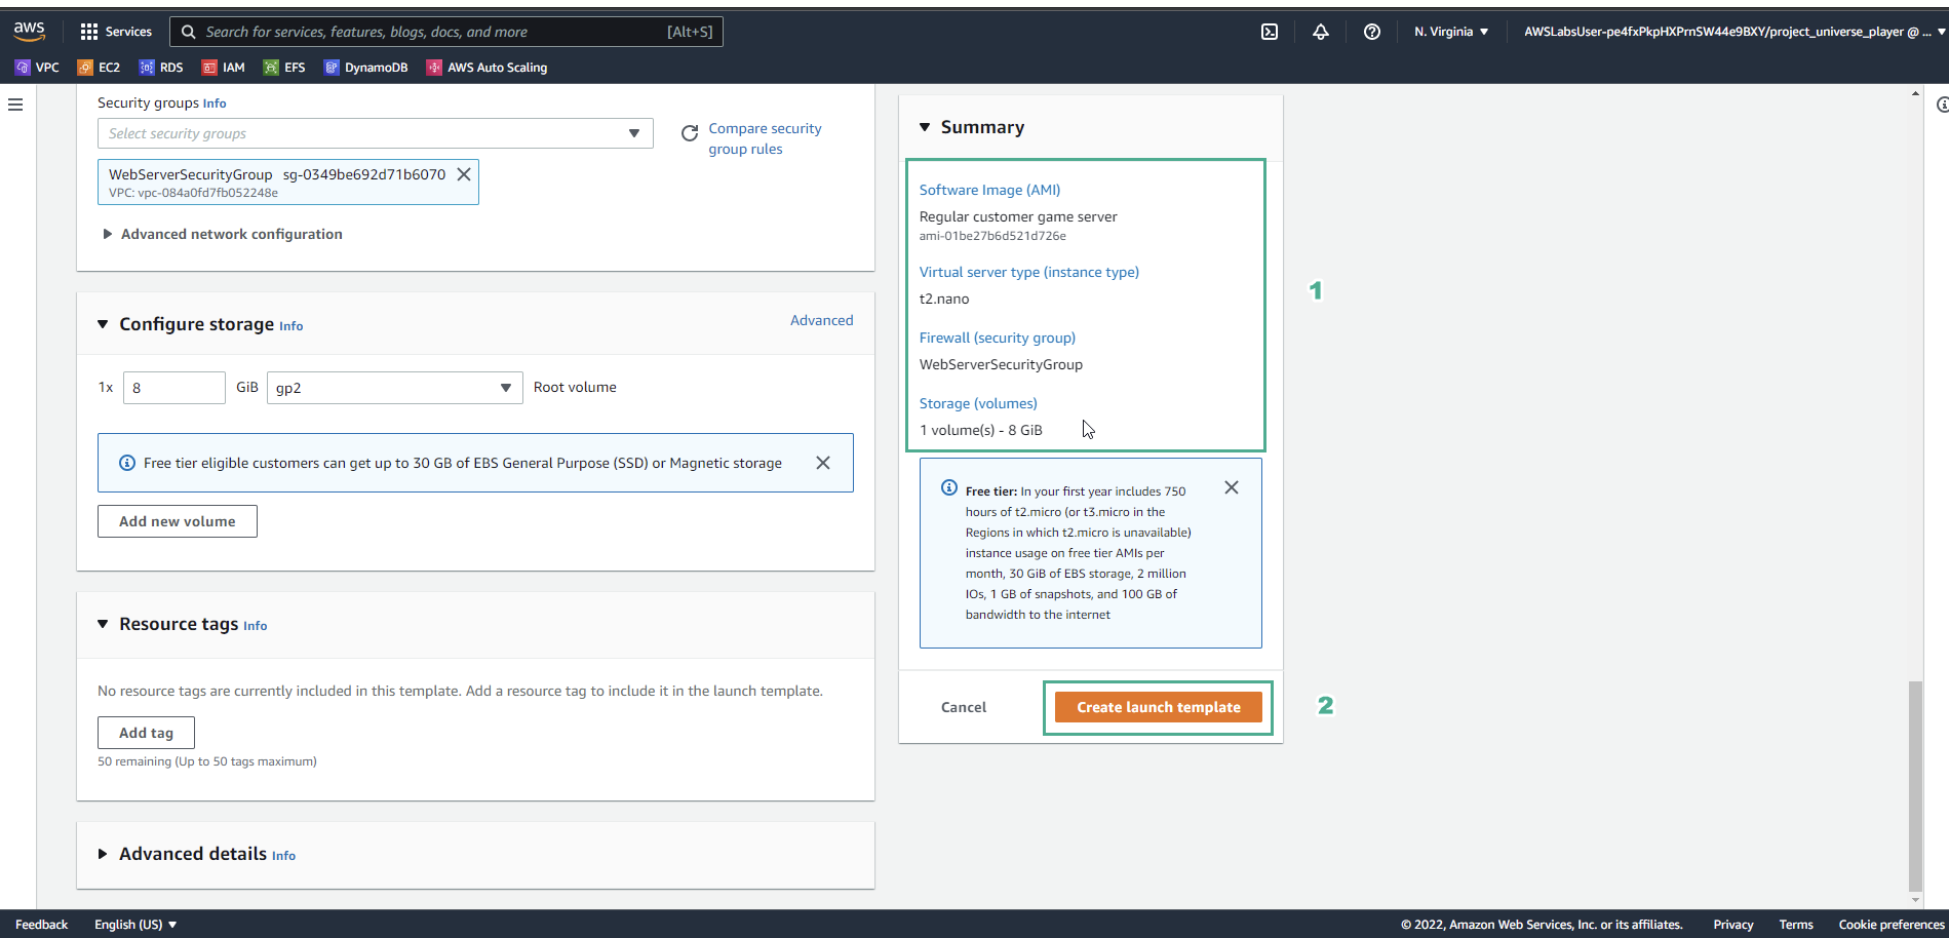 aws
Services
Search for services, features, blogs, docs, and more
[Alt+S]
N. Virginia ▼
AWSLabsUser-pe4fxPkpHXPrnSW44e9BXY/project_universe_player @ ... ▼
VPC
EC2
RDS
IAM
EFS
DynamoDB
AWS Auto Scaling
Security groups Info
Select security groups
Compare security
group rules
WebServerSecurityGroup sg-0349be692d71b6070
VPC: vpc-084a0fd7fb052248e
Advanced network configuration
Configure storage Info
Advanced
1x 8 GiB gp2 Root volume
Free tier eligible customers can get up to 30 GB of EBS General Purpose (SSD) or Magnetic storage
Add new volume
Resource tags Info
No resource tags are currently included in this template. Add a resource tag to include it in the launch template.
Add tag
50 remaining (Up to 50 tags maximum)
Advanced details Info
Summary
Software Image (AMI)
Regular customer game server
ami-01be27b6d521d726e
Virtual server type (instance type)
t2.nano
Firewall (security group)
WebServerSecurityGroup
Storage (volumes)
1 volume(s) - 8 GiB
1
Free tier: In your first year includes 750
hours of t2.micro (or t3.micro in the
Regions in which t2.micro is unavailable)
instance usage on free tier AMIs per
month, 30 GiB of EBS storage, 2 million
IOs, 1 GB of snapshots, and 100 GB of
bandwidth to the internet
Cancel
Create launch template
2
Feedback
English (US) ▼
© 2022, Amazon Web Services, Inc. or its affiliates.
Privacy
Terms
Cookie preferences